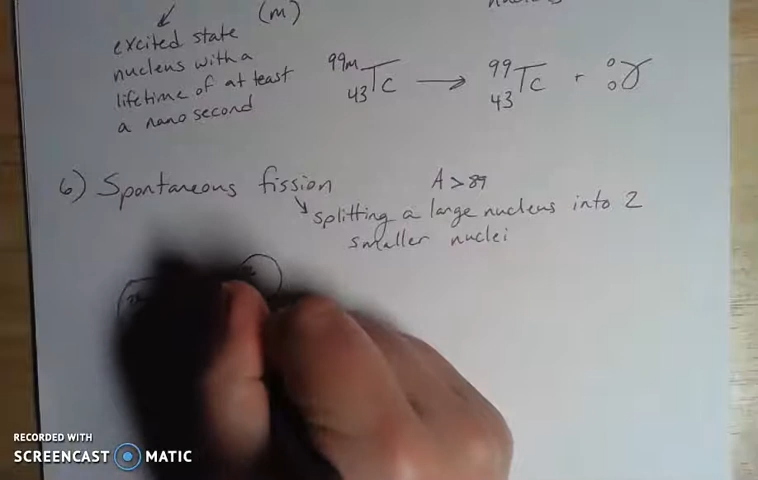 (m)
excited state
nucleus with a
lifetime of at least
a nano second
99m 43 Tc → 99 43 Tc + 0 0 γ
6) Spontaneous fission A > 89
splitting a large nucleus into 2
smaller nuclei
RECORDED WITH
SCREENCAST MATIC